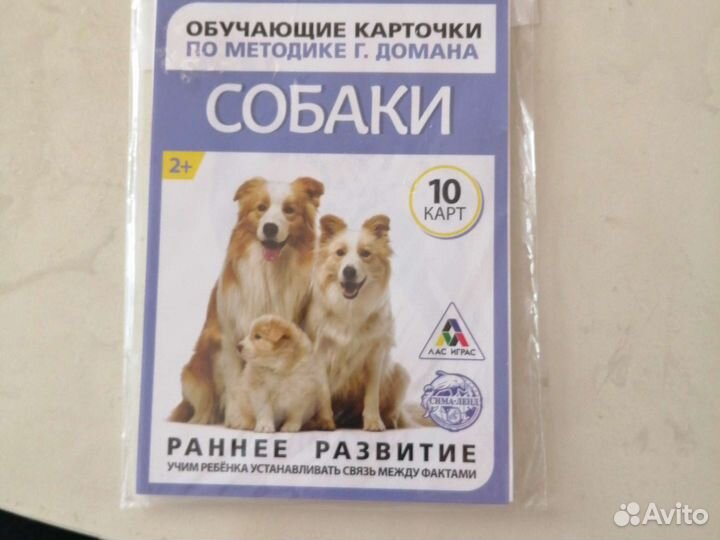 ОБУЧАЮЩИЕ КАРТОЧКИ
ПО МЕТОДИКЕ Г. ДОМАНА
СОБАКИ
2+
10
КАРТ
ЛАС ИГРАС
СИМА-ЛЕНД
РАННЕЕ РАЗВИТИЕ
УЧИМ РЕБЁНКА УСТАНАВЛИВАТЬ СВЯЗЬ МЕЖДУ ФАКТАМИ
Avito